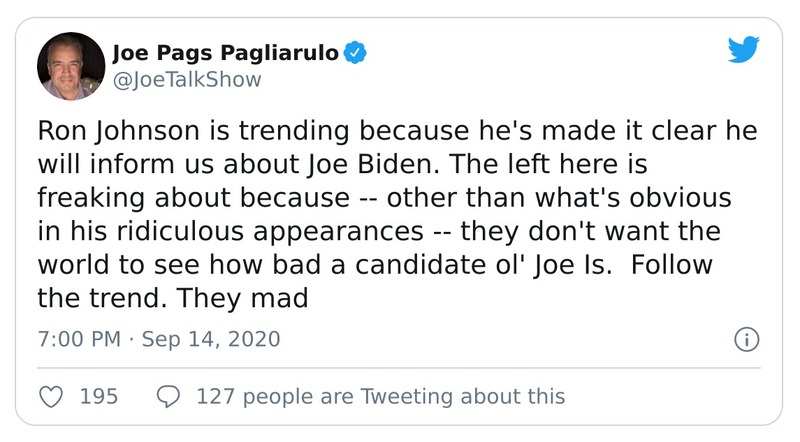 Joe Pags Pagliarulo
@JoeTalkShow
Ron Johnson is trending because he's made it clear he
will inform us about Joe Biden. The left here is
freaking about because -- other than what's obvious
in his ridiculous appearances -- they don't want the
world to see how bad a candidate ol' Joe Is.  Follow
the trend. They mad
7:00 PM · Sep 14, 2020
195
127 people are Tweeting about this